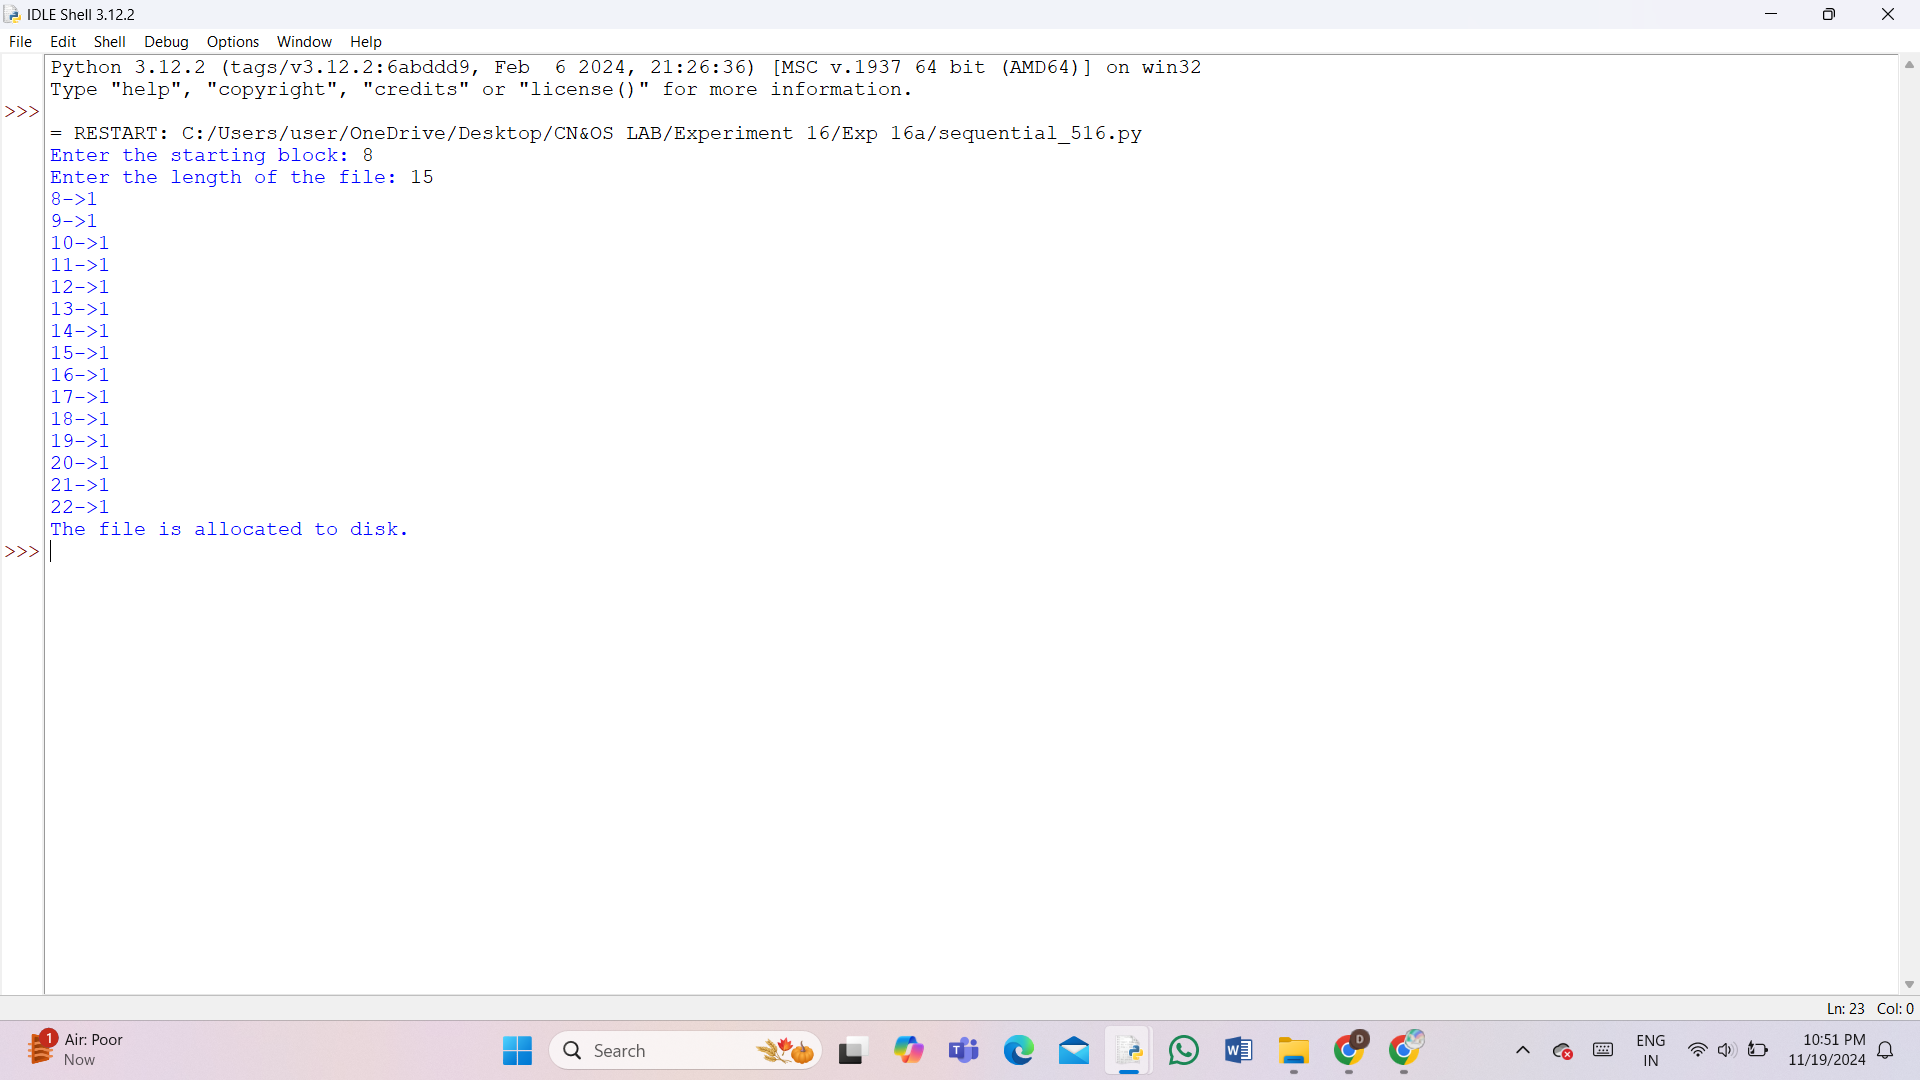 IDLE Shell 3.12.2
File Edit Shell Debug Options Window Help
Python 3.12.2 (tags/v3.12.2:6abddd9, Feb  6 2024, 21:26:36) [MSC v.1937 64 bit (AMD64)] on win32
Type "help", "copyright", "credits" or "license()" for more information.
>>>
= RESTART: C:/Users/user/OneDrive/Desktop/CN&OS LAB/Experiment 16/Exp 16a/sequential_516.py
Enter the starting block: 8
Enter the length of the file: 15
8->1
9->1
10->1
11->1
12->1
13->1
14->1
15->1
16->1
17->1
18->1
19->1
20->1
21->1
22->1
The file is allocated to disk.
>>>
Ln: 23 Col: 0
1
Air: Poor
Now
Search
D
ENG
IN
10:51 PM
11/19/2024